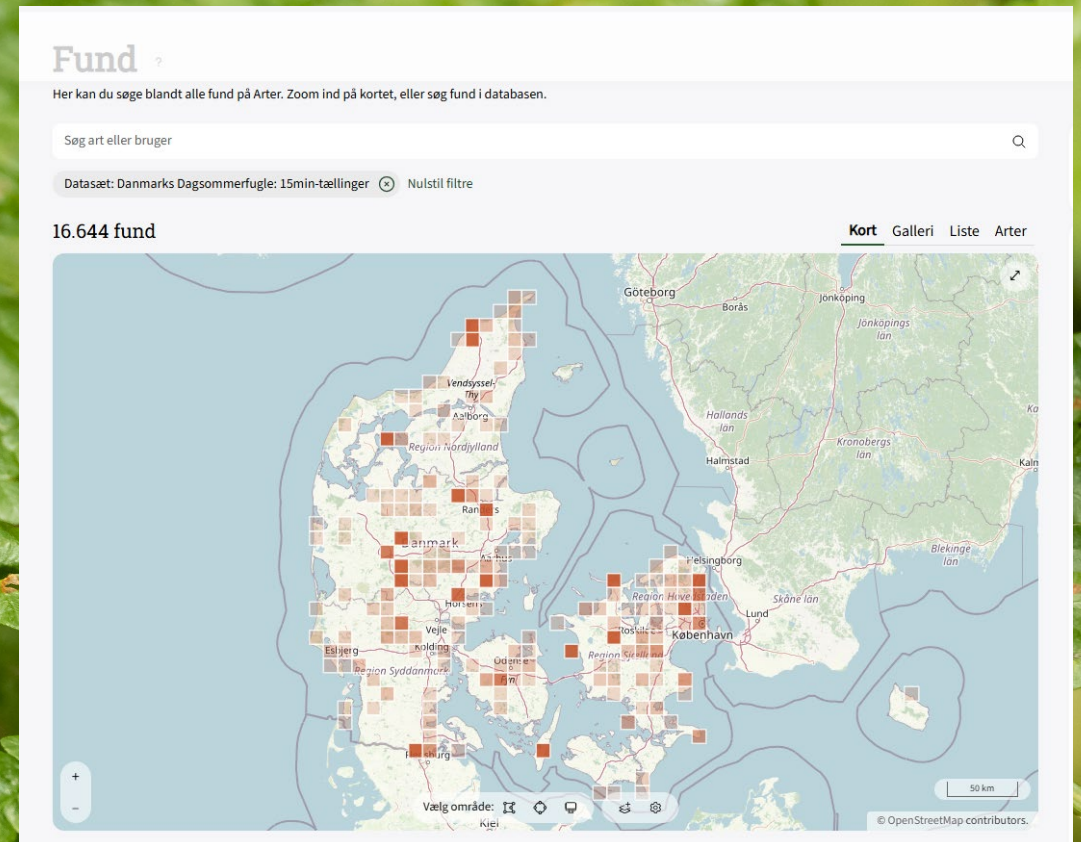 Fund ?
Her kan du søge blandt alle fund på Arter. Zoom ind på kortet, eller søg fund i databasen.
Søg art eller bruger
Datasæt: Danmarks Dagsommerfugle: 15min-tællinger Nulstil filtre
16.644 fund
Kort Galleri Liste Arter
Göteborg
Borås
Jönköping
Jönköpings
län
Vendsyssel-
Thy
Aalborg
Region Nordjylland
Hallands
län
Kronobergs
län
Halmstad
Danmark
Aarhus
Horsens
Vejle
Kolding
Esbjerg
Region Syddanmark
Odense
Fyn
Helsingborg
Region Hovedstaden
Roskilde
København
Region Sjælland
Lund
Skåne län
Blekinge
län
+
−
Vælg område:
Kiel
50 km
© OpenStreetMap contributors.